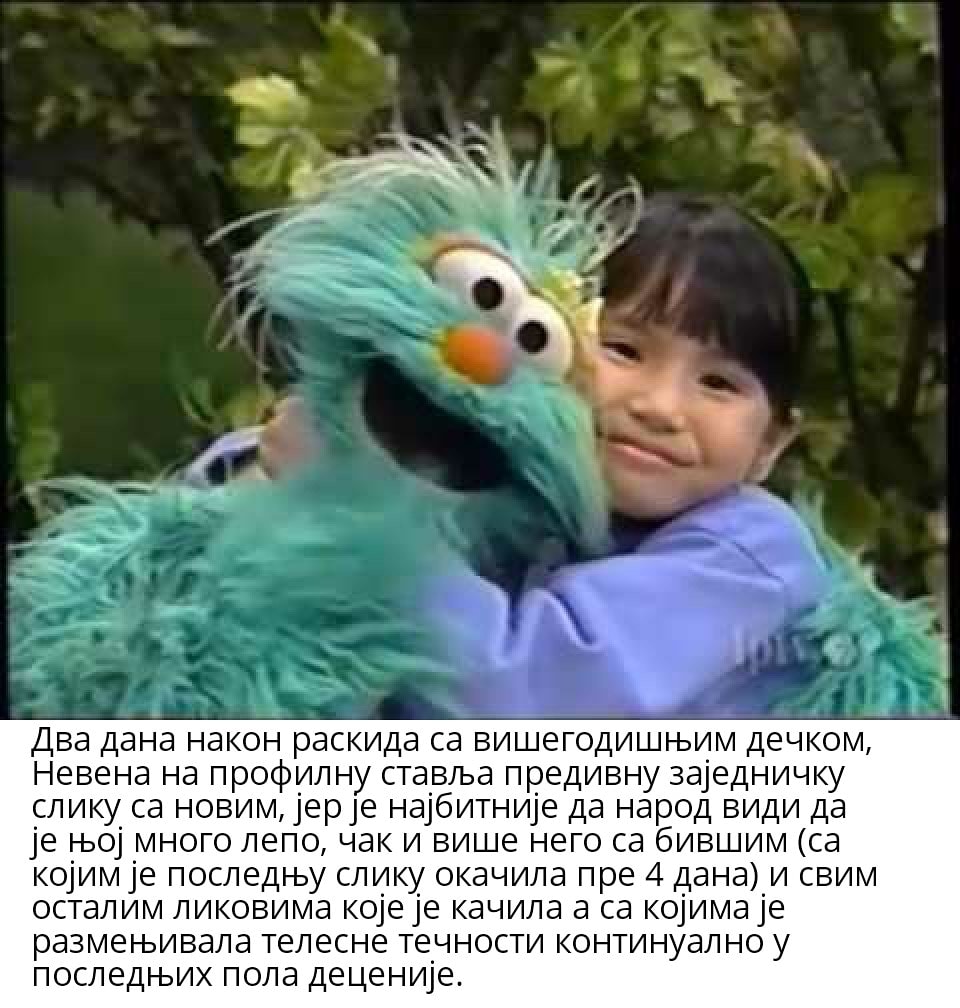 Два дана након раскида са вишегодишњим дечком,
Невена на профилну ставља предивну заједничку
слику са новим, јер је најбитније да народ види да
је њој много лепо, чак и више него са бившим (са
којим је последњу слику окачила пре 4 дана) и свим
осталим ликовима које је качила а са којима је
размењивала телесне течности континуално у
последњих пола деценије.